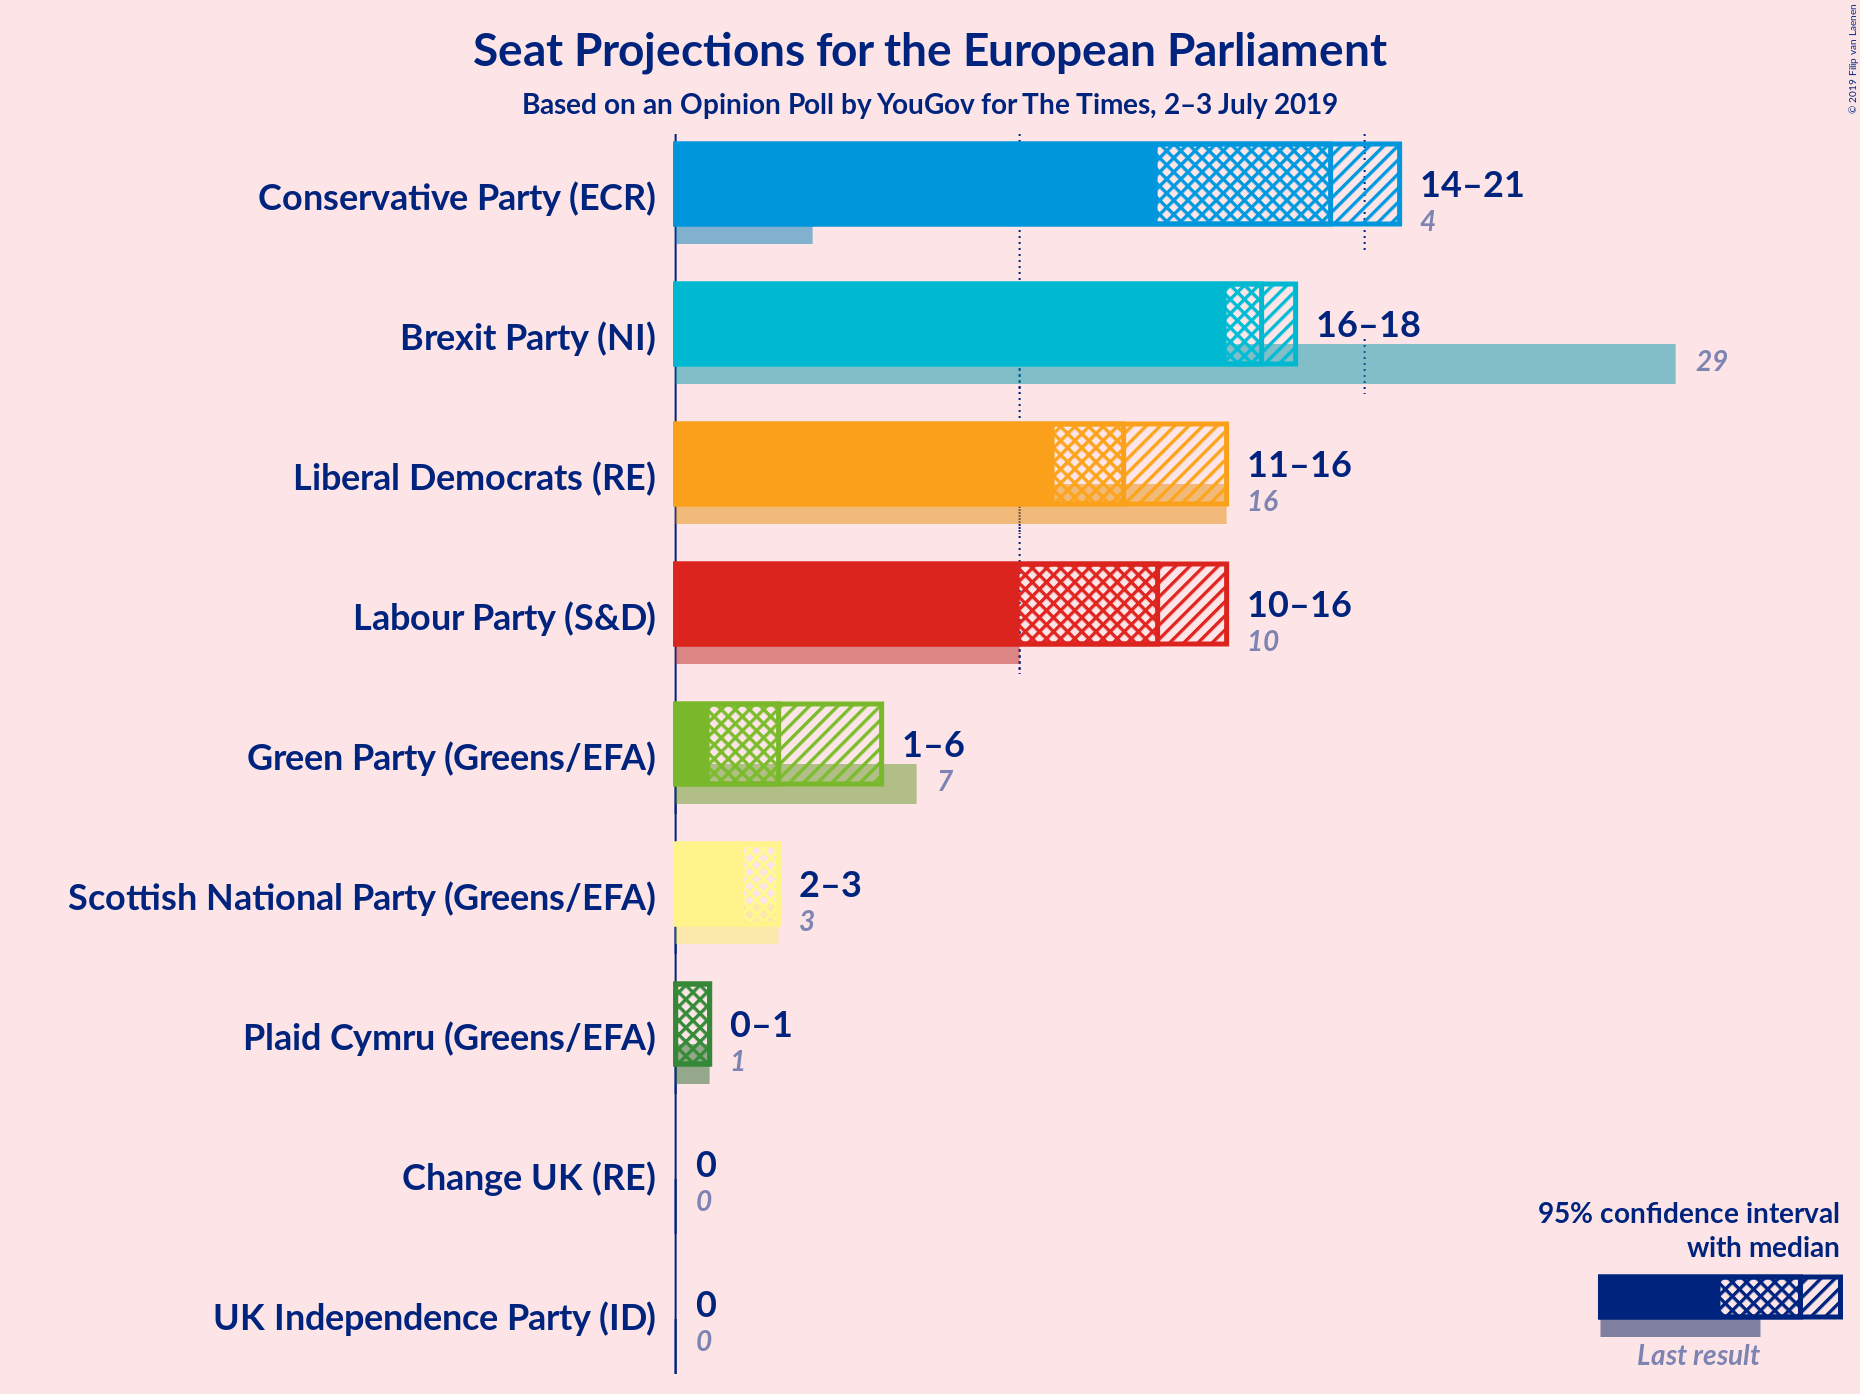 Seat Projections for the European Parliament
Based on an Opinion Poll by YouGov for The Times, 2–3 July 2019
© 2019 Filip van Laenen
Conservative Party (ECR)
14–21
4
Brexit Party (NI)
16–18
29
Liberal Democrats (RE)
11–16
16
Labour Party (S&D)
10–16
10
Green Party (Greens/EFA)
1–6
7
Scottish National Party (Greens/EFA)
2–3
3
Plaid Cymru (Greens/EFA)
0–1
1
Change UK (RE)
0
0
UK Independence Party (ID)
0
0
95% confidence interval
with median
Last result